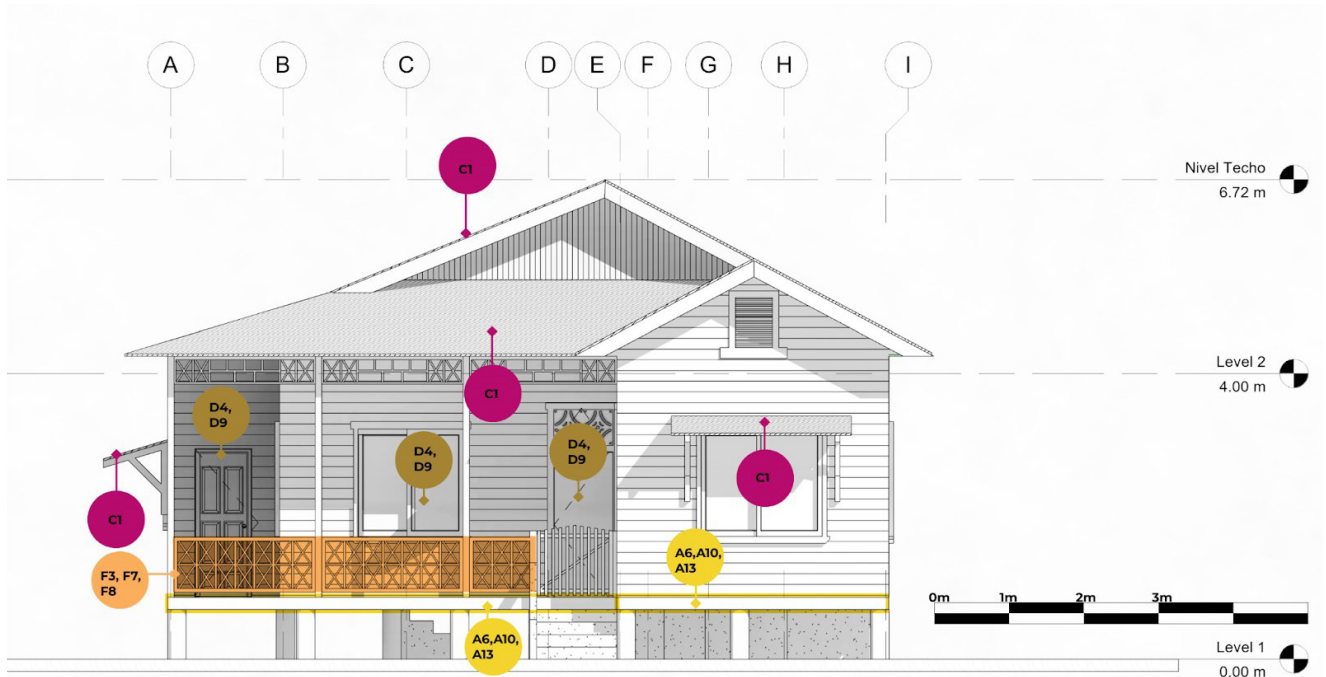 A
B
C
D
E
F
G
H
I
C1
Nivel Techo
6.72 m
Level 2
4.00 m
C1
D4,
D9
D4,
D9
D4,
D9
C1
C1
F3, F7,
F8
A6,A10,
A13
A6,A10,
A13
0m
1m
2m
3m
Level 1
0.00 m